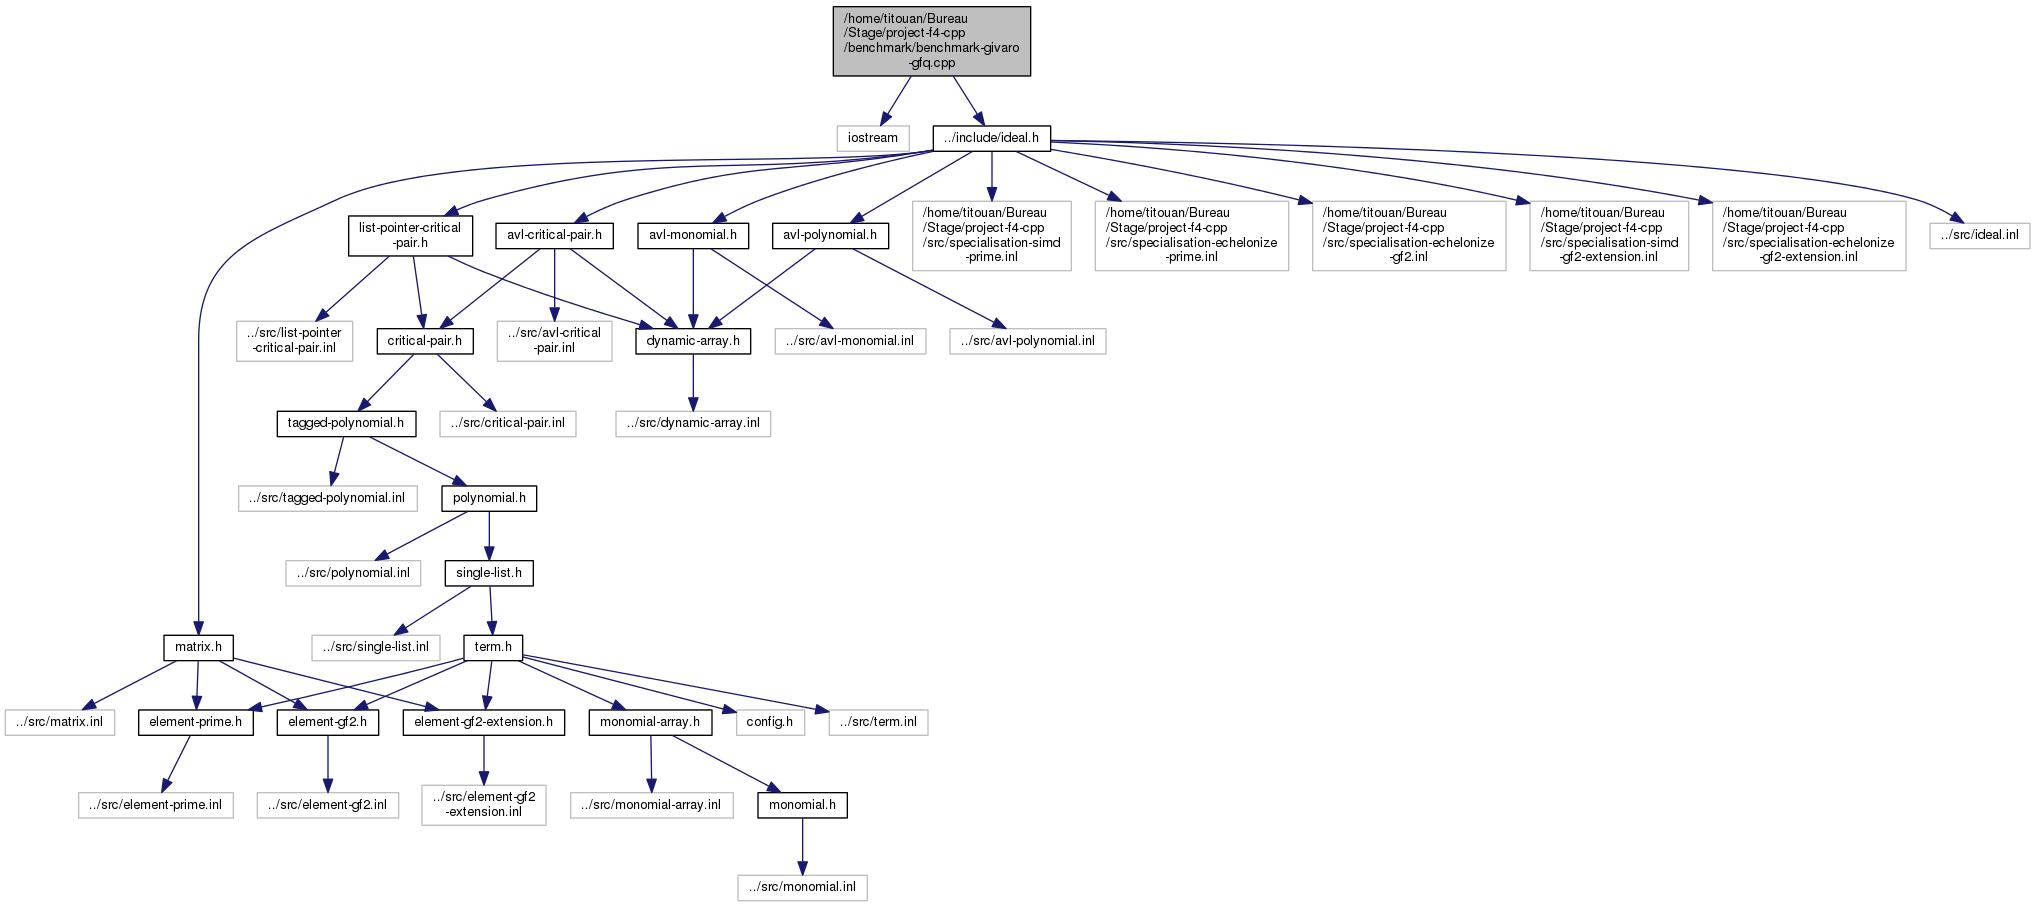 /home/titouan/Bureau
/Stage/project-f4-cpp
/benchmark/benchmark-givaro
-gfq.cpp
iostream
../include/ideal.h
list-pointer-critical
-pair.h
avl-critical-pair.h
avl-monomial.h
avl-polynomial.h
/home/titouan/Bureau
/Stage/project-f4-cpp
/src/specialisation-simd
-prime.inl
/home/titouan/Bureau
/Stage/project-f4-cpp
/src/specialisation-echelonize
-prime.inl
/home/titouan/Bureau
/Stage/project-f4-cpp
/src/specialisation-echelonize
-gf2.inl
/home/titouan/Bureau
/Stage/project-f4-cpp
/src/specialisation-simd
-gf2-extension.inl
/home/titouan/Bureau
/Stage/project-f4-cpp
/src/specialisation-echelonize
-gf2-extension.inl
../src/ideal.inl
../src/list-pointer
-critical-pair.inl
critical-pair.h
../src/avl-critical
-pair.inl
dynamic-array.h
../src/avl-monomial.inl
../src/avl-polynomial.inl
tagged-polynomial.h
../src/critical-pair.inl
../src/dynamic-array.inl
../src/tagged-polynomial.inl
polynomial.h
../src/polynomial.inl
single-list.h
matrix.h
../src/single-list.inl
term.h
../src/matrix.inl
element-prime.h
element-gf2.h
element-gf2-extension.h
monomial-array.h
config.h
../src/term.inl
../src/element-prime.inl
../src/element-gf2.inl
../src/element-gf2
-extension.inl
../src/monomial-array.inl
monomial.h
../src/monomial.inl